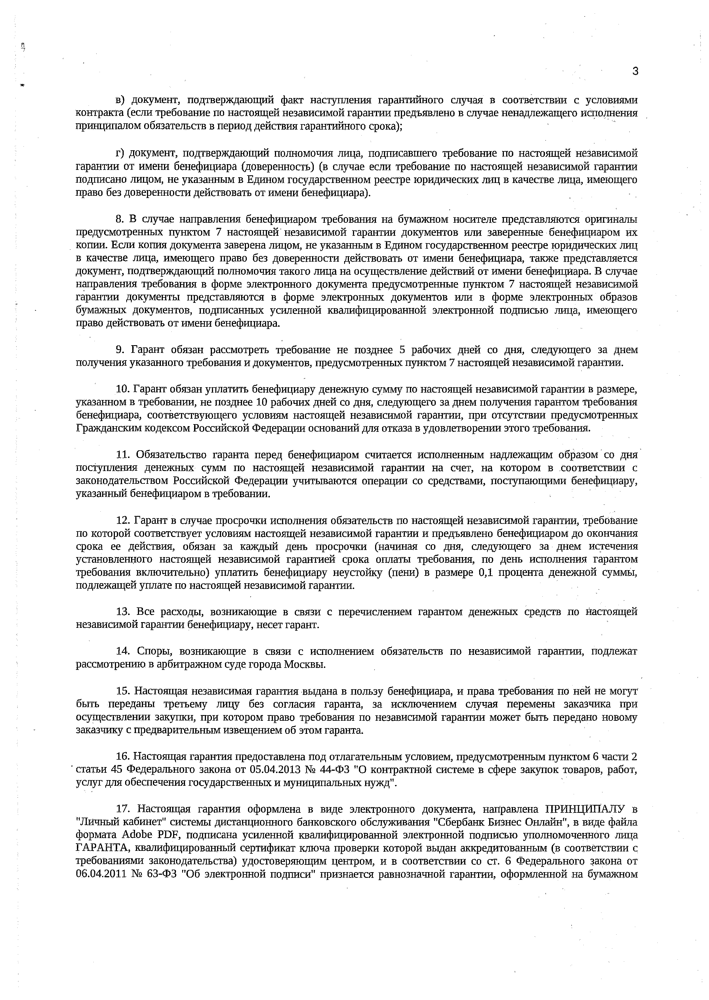 3
в) документ, подтверждающий факт наступления гарантийного случая в соответствии с условиями
контракта (если требование по настоящей независимой гарантии предъявлено в случае ненадлежащего исполнения
принципалом обязательств в период действия гарантийного срока);
г) документ, подтверждающий полномочия лица, подписавшего требование по настоящей независимой
гарантии от имени бенефициара (доверенность) (в случае если требование по настоящей независимой гарантии
подписано лицом, не указанным в Едином государственном реестре юридических лиц в качестве лица, имеющего
право без доверенности действовать от имени бенефициара).
8. В случае направления бенефициаром требования на бумажном носителе представляются оригиналы
предусмотренных пунктом 7 настоящей независимой гарантии документов или заверенные бенефициаром их
копии. Если копия документа заверена лицом, не указанным в Едином государственном реестре юридических лиц
в качестве лица, имеющего право без доверенности действовать от имени бенефициара, также представляется
документ, подтверждающий полномочия такого лица на осуществление действий от имени бенефициара. В случае
направления требования в форме электронного документа предусмотренные пунктом 7 настоящей независимой
гарантии документы представляются в форме электронных документов или в форме электронных образов
бумажных документов, подписанных усиленной квалифицированной электронной подписью лица, имеющего
право действовать от имени бенефициара.
9. Гарант обязан рассмотреть требование не позднее 5 рабочих дней со дня, следующего за днем
получения указанного требования и документов, предусмотренных пунктом 7 настоящей независимой гарантии.
10. Гарант обязан уплатить бенефициару денежную сумму по настоящей независимой гарантии в размере,
указанном в требовании, не позднее 10 рабочих дней со дня, следующего за днем получения гарантом требования
бенефициара, соответствующего условиям настоящей независимой гарантии, при отсутствии предусмотренных
Гражданским кодексом Российской Федерации оснований для отказа в удовлетворении этого требования.
11. Обязательство гаранта перед бенефициаром считается исполненным надлежащим образом со дня
поступления денежных сумм по настоящей независимой гарантии на счет, на котором в соответствии с
законодательством Российской Федерации учитываются операции со средствами, поступающими бенефициару,
указанный бенефициаром в требовании.
12. Гарант в случае просрочки исполнения обязательств по настоящей независимой гарантии, требование
по которой соответствует условиям настоящей независимой гарантии и предъявлено бенефициаром до окончания
срока ее действия, обязан за каждый день просрочки (начиная со дня, следующего за днем истечения
установленного настоящей независимой гарантией срока оплаты требования, по день исполнения гарантом
требования включительно) уплатить бенефициару неустойку (пени) в размере 0,1 процента денежной суммы,
подлежащей уплате по настоящей независимой гарантии.
13. Все расходы, возникающие в связи с перечислением гарантом денежных средств по настоящей
независимой гарантии бенефициару, несет гарант.
14. Споры, возникающие в связи с исполнением обязательств по независимой гарантии, подлежат
рассмотрению в арбитражном суде города Москвы.
15. Настоящая независимая гарантия выдана в пользу бенефициара, и права требования по ней не могут
быть переданы третьему лицу без согласия гаранта, за исключением случая перемены заказчика при
осуществлении закупки, при котором право требования по независимой гарантии может быть передано новому
заказчику с предварительным извещением об этом гаранта.
16. Настоящая гарантия предоставлена под отлагательным условием, предусмотренным пунктом 6 части 2
статьи 45 Федерального закона от 05.04.2013 № 44-ФЗ "О контрактной системе в сфере закупок товаров, работ,
услуг для обеспечения государственных и муниципальных нужд".
17. Настоящая гарантия оформлена в виде электронного документа, направлена ПРИНЦИПАЛУ в
"Личный кабинет" системы дистанционного банковского обслуживания "Сбербанк Бизнес Онлайн", в виде файла
формата Adobe PDF, подписана усиленной квалифицированной электронной подписью уполномоченного лица
ГАРАНТА, квалифицированный сертификат ключа проверки которой выдан аккредитованным (в соответствии с
требованиями законодательства) удостоверяющим центром, и в соответствии со ст. 6 Федерального закона от
06.04.2011 № 63-ФЗ "Об электронной подписи" признается равнозначной гарантии, оформленной на бумажном